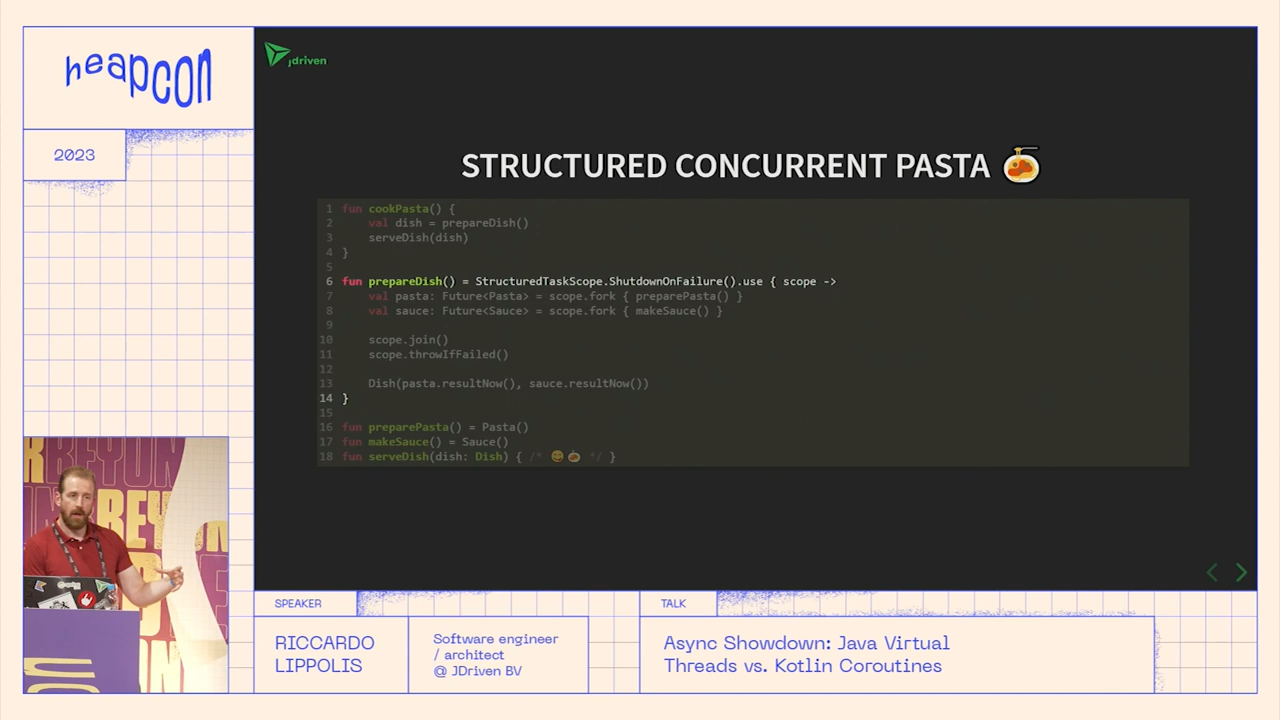 heapcon
2023
jdriven
STRUCTURED CONCURRENT PASTA 🍝
1 fun cookPasta() {
2     val dish = prepareDish()
3     serveDish(dish)
4 }
5
6 fun prepareDish() = StructuredTaskScope.ShutdownOnFailure().use { scope ->
7     val pasta: Future<Pasta> = scope.fork { preparePasta() }
8     val sauce: Future<Sauce> = scope.fork { makeSauce() }
9
10     scope.join()
11     scope.throwIfFailed()
12
13     Dish(pasta.resultNow(), sauce.resultNow())
14 }
15
16 fun preparePasta() = Pasta()
17 fun makeSauce() = Sauce()
18 fun serveDish(dish: Dish) { /* 😋🍝 */ }
BEYON
BEY
SPEAKER
RICCARDO
LIPPOLIS
Software engineer
/ architect
@ JDriven BV
TALK
Async Showdown: Java Virtual
Threads vs. Kotlin Coroutines